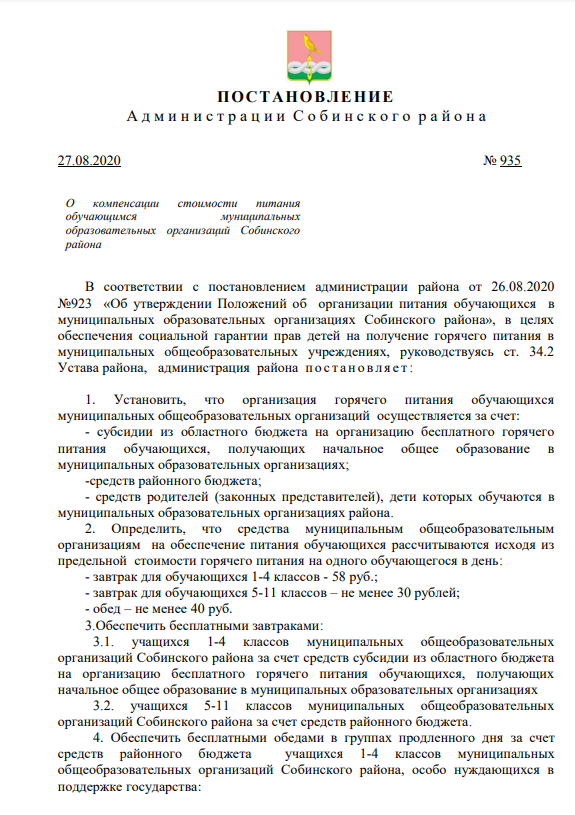 ПОСТАНОВЛЕНИЕ
Администрации Собинского района
27.08.2020 № 935
О компенсации стоимости питания
обучающимся муниципальных
образовательных организаций Собинского
района
В соответствии с постановлением администрации района от 26.08.2020
№923 «Об утверждении Положений об организации питания обучающихся в
муниципальных образовательных организациях Собинского района», в целях
обеспечения социальной гарантии прав детей на получение горячего питания в
муниципальных общеобразовательных учреждениях, руководствуясь ст. 34.2
Устава района, администрация района постановляет:
1. Установить, что организация горячего питания обучающихся
муниципальных общеобразовательных организаций осуществляется за счет:
- субсидии из областного бюджета на организацию бесплатного горячего
питания обучающихся, получающих начальное общее образование в
муниципальных образовательных организациях;
-средств районного бюджета;
- средств родителей (законных представителей), дети которых обучаются в
муниципальных образовательных организациях района.
2. Определить, что средства муниципальным общеобразовательным
организациям на обеспечение питания обучающихся рассчитываются исходя из
предельной стоимости горячего питания на одного обучающегося в день:
- завтрак для обучающихся 1-4 классов - 58 руб.;
- завтрак для обучающихся 5-11 классов – не менее 30 рублей;
- обед – не менее 40 руб.
3.Обеспечить бесплатными завтраками:
3.1. учащихся 1-4 классов муниципальных общеобразовательных
организаций Собинского района за счет средств субсидии из областного бюджета
на организацию бесплатного горячего питания обучающихся, получающих
начальное общее образование в муниципальных образовательных организациях
3.2. учащихся 5-11 классов муниципальных общеобразовательных
организаций Собинского района за счет средств районного бюджета.
4. Обеспечить бесплатными обедами в группах продленного дня за счет
средств районного бюджета учащихся 1-4 классов муниципальных
общеобразовательных организаций Собинского района, особо нуждающихся в
поддержке государства: